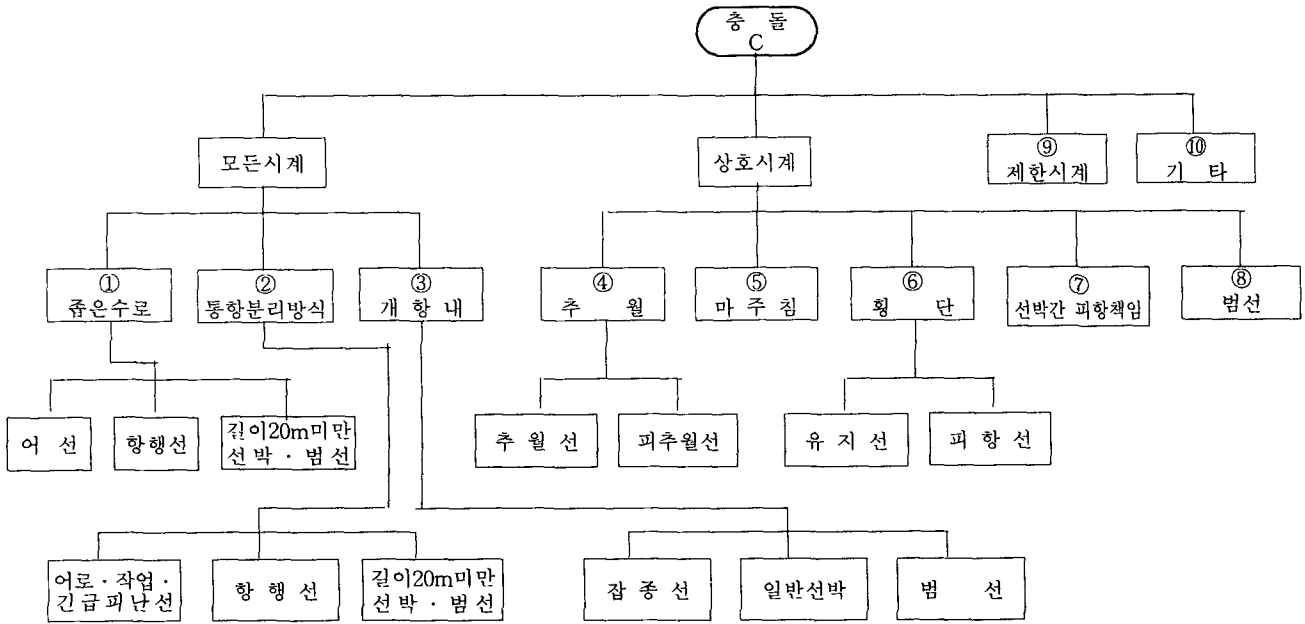 충 돌
C
모든시계
상호시계
⑨
제한시계
⑩
기 타
①
좁은수로
②
통항분리방식
③
개 항 내
④
추 월
⑤
마 주 침
⑥
횡 단
⑦
선박간 피항책임
⑧
범선
어 선
항행선
길이20m미만
선박 · 범선
추 월 선
피추월선
유 지 선
피 항 선
어로 · 작업 ·
긴급피난선
항 행 선
길이20m미만
선박 · 범선
잡 종 선
일반선박
범 선